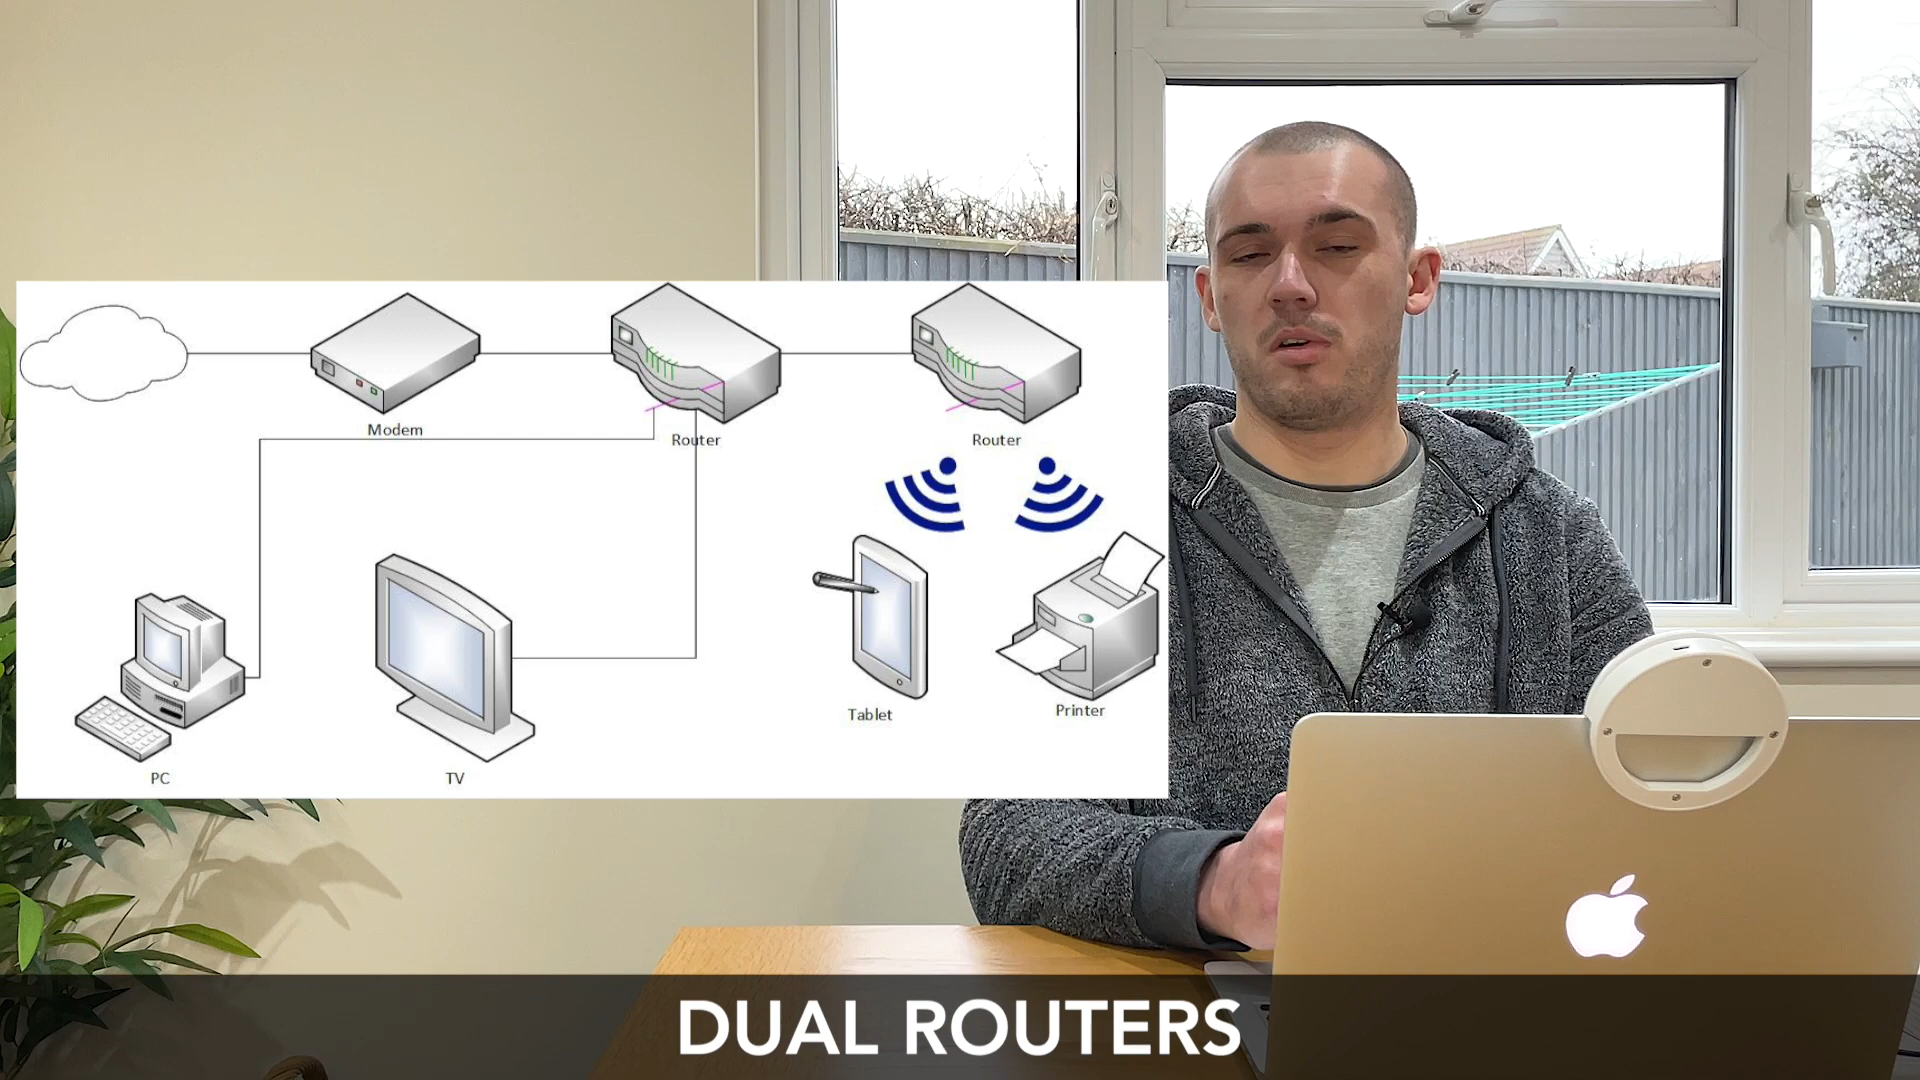 Modem
Router
Router
Tablet
Printer
PC
TV
DUAL ROUTERS